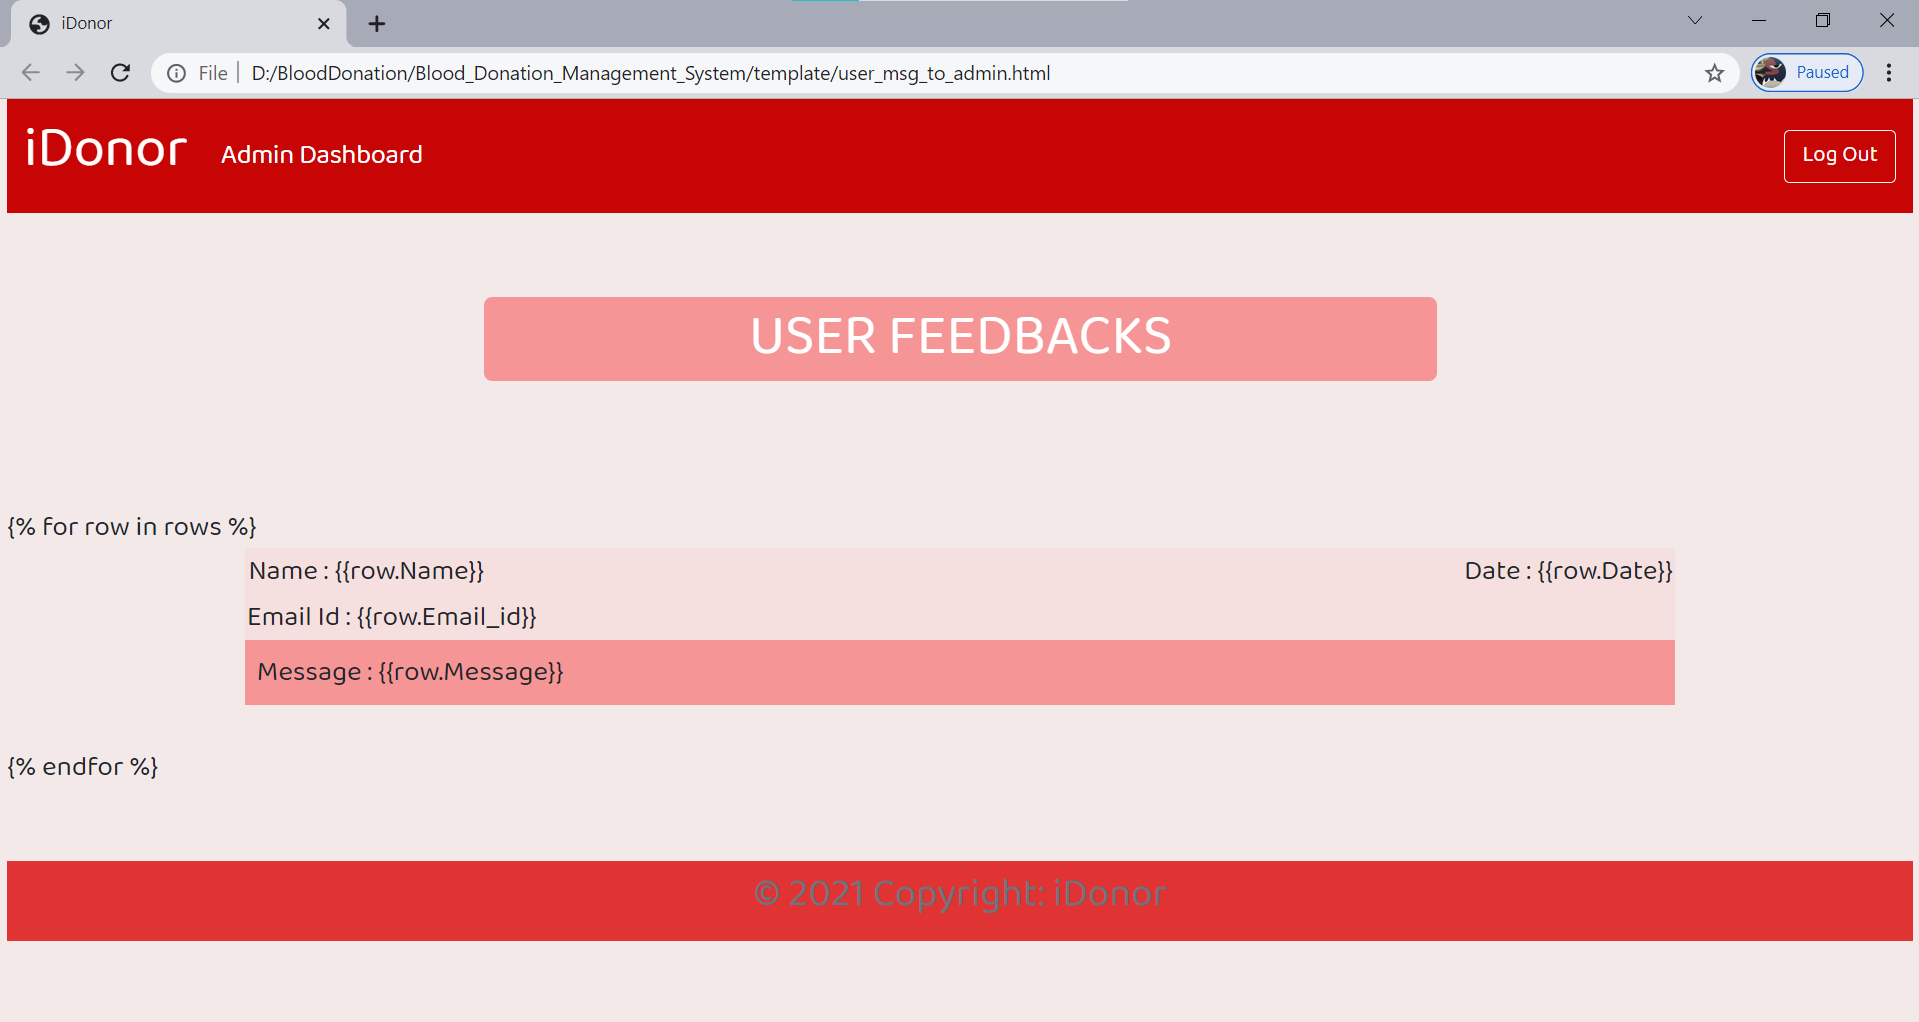 iDonor
File D:/BloodDonation/Blood_Donation_Management_System/template/user_msg_to_admin.html
Paused
iDonor Admin Dashboard Log Out
USER FEEDBACKS
{% for row in rows %}
Name : {{row.Name}} Date : {{row.Date}}
Email Id : {{row.Email_id}}
Message : {{row.Message}}
{% endfor %}
© 2021 Copyright: iDonor